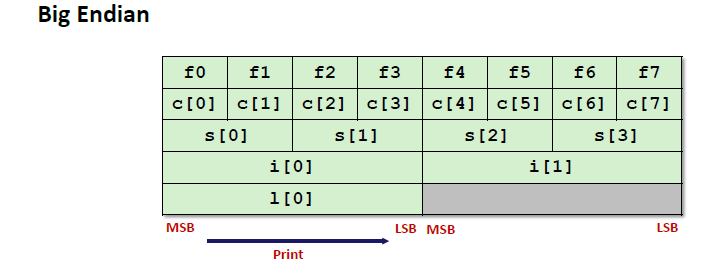 Big Endian
f0 f1 f2 f3 f4 f5 f6 f7
c[0] c[1] c[2] c[3] c[4] c[5] c[6] c[7]
s[0] s[1] s[2] s[3]
i[0] i[1]
l[0]
MSB LSB MSB LSB
Print